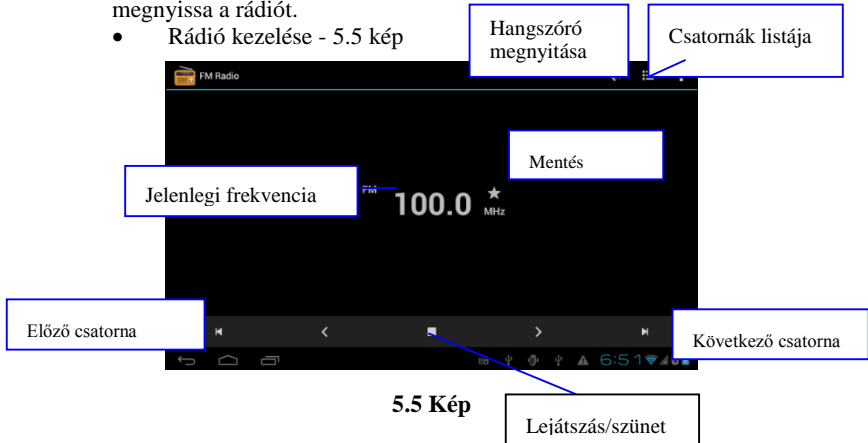 megnyissa a rádiót.
• Rádió kezelése - 5.5 kép
Hangszóró
megnyitása
Csatornák listája
FM Radio
Mentés
Jelenlegi frekvencia
FM
100.0
MHz
Előző csatorna
Következő csatorna
6:51
5.5 Kép
Lejátszás/szünet